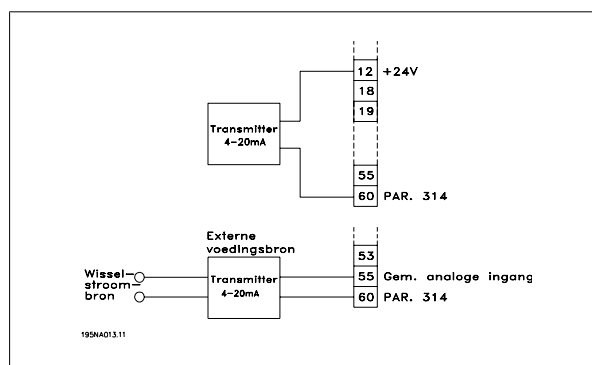 12 +24V
18
19
Transmitter
4-20mA
55
60 PAR. 314
Externe
voedingsbron
53
Wissel-
stroom-
bron
Transmitter
4-20mA
55 Gem. analoge ingang
60 PAR. 314
195NA013.11